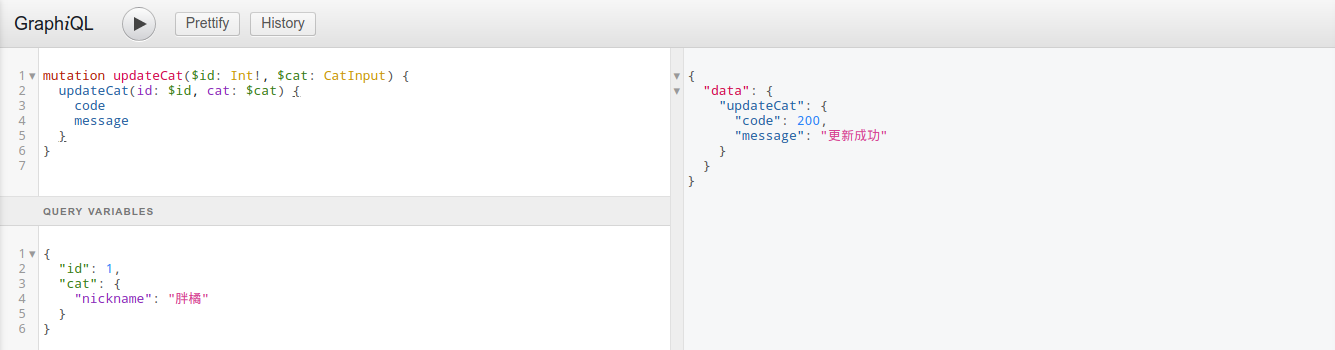 GraphiQL Prettify History
1 mutation updateCat($id: Int!, $cat: CatInput) {
2   updateCat(id: $id, cat: $cat) {
3     code
4     message
5   }
6 }
7
QUERY VARIABLES
1 {
2   "id": 1,
3   "cat": {
4     "nickname": "胖橘"
5   }
6 }
{
  "data": {
    "updateCat": {
      "code": 200,
      "message": "更新成功"
    }
  }
}